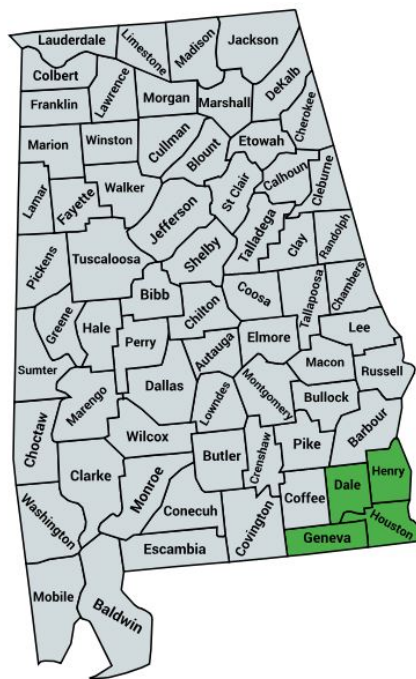 Lauderdale
Limestone
Madison
Jackson
Colbert
Lawrence
Franklin
Morgan
Marshall
DeKalb
Cherokee
Marion
Winston
Cullman
Blount
Etowah
Lamar
Fayette
Walker
Jefferson
St Clair
Calhoun
Cleburne
Pickens
Tuscaloosa
Shelby
Talladega
Clay
Randolph
Greene
Hale
Bibb
Chilton
Coosa
Tallapoosa
Chambers
Sumter
Perry
Autauga
Elmore
Lee
Marengo
Dallas
Lowndes
Montgomery
Macon
Russell
Bullock
Choctaw
Wilcox
Butler
Crenshaw
Pike
Barbour
Clarke
Monroe
Conecuh
Coffee
Dale
Henry
Washington
Escambia
Covington
Geneva
Houston
Mobile
Baldwin